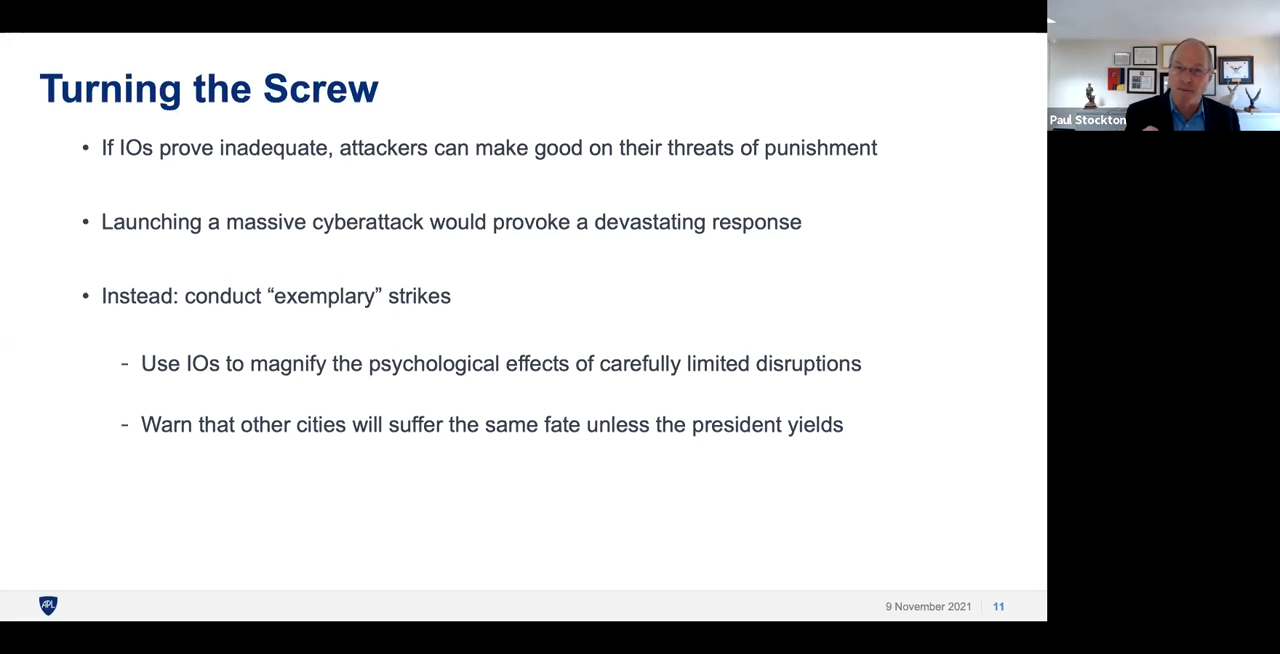 Turning the Screw
• If IOs prove inadequate, attackers can make good on their threats of punishment
• Launching a massive cyberattack would provoke a devastating response
• Instead: conduct “exemplary” strikes
- Use IOs to magnify the psychological effects of carefully limited disruptions
- Warn that other cities will suffer the same fate unless the president yields
APL
9 November 2021
11
Paul Stockton